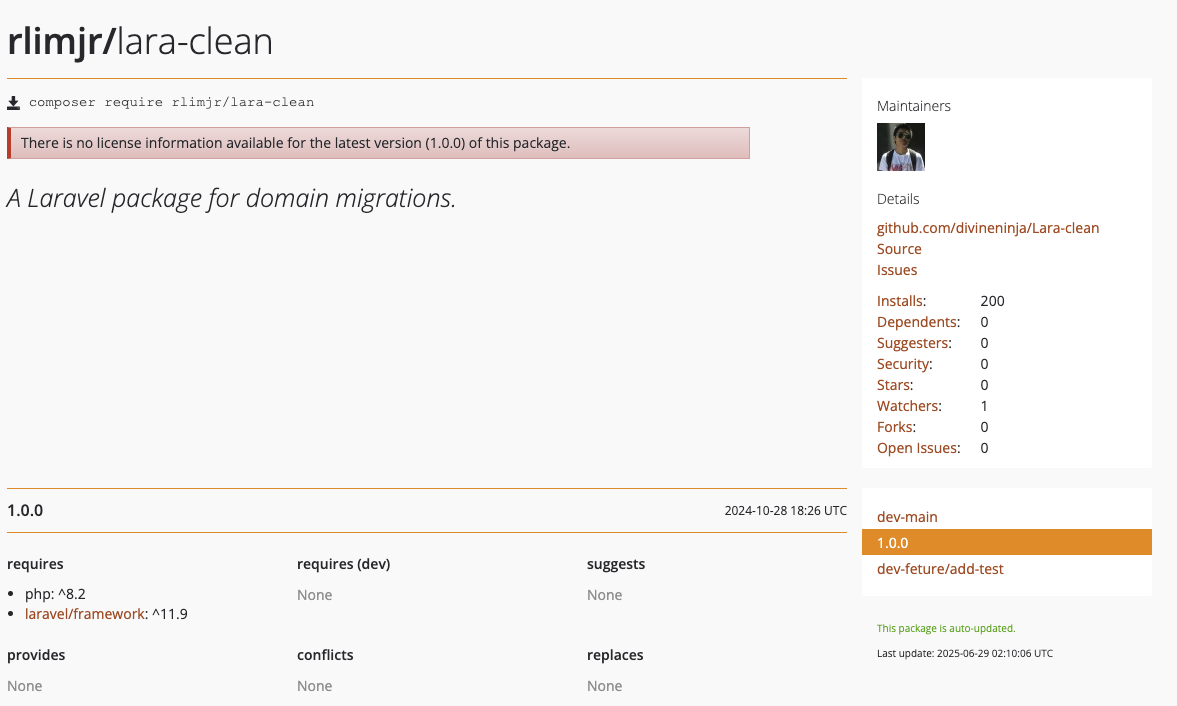 rlimjr/lara-clean
composer require rlimjr/lara-clean
There is no license information available for the latest version (1.0.0) of this package.
A Laravel package for domain migrations.
Maintainers
Details
github.com/divineninja/Lara-clean
Source
Issues
Installs: 200
Dependents: 0
Suggesters: 0
Security: 0
Stars: 0
Watchers: 1
Forks: 0
Open Issues: 0
1.0.0 2024-10-28 18:26 UTC
requires
php: ^8.2
laravel/framework: ^11.9
requires (dev)
None
suggests
None
provides
None
conflicts
None
replaces
None
dev-main
1.0.0
dev-feture/add-test
This package is auto-updated.
Last update: 2025-06-29 02:10:06 UTC